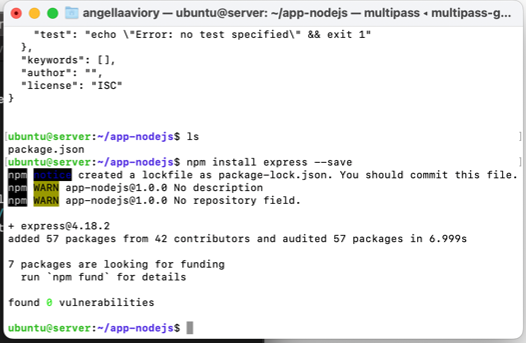 angellaaviory — ubuntu@server: ~/app-nodejs — multipass ◂ multipass-g...
"test": "echo \"Error: no test specified\" && exit 1"
},
"keywords": [],
"author": "",
"license": "ISC"
}
[ubuntu@server:~/app-nodejs$ ls ]
package.json
[ubuntu@server:~/app-nodejs$ npm install express --save ]
npm notice created a lockfile as package-lock.json. You should commit this file.
npm WARN app-nodejs@1.0.0 No description
npm WARN app-nodejs@1.0.0 No repository field.
+ express@4.18.2
added 57 packages from 42 contributors and audited 57 packages in 6.999s
7 packages are looking for funding
run `npm fund` for details
found 0 vulnerabilities
ubuntu@server:~/app-nodejs$